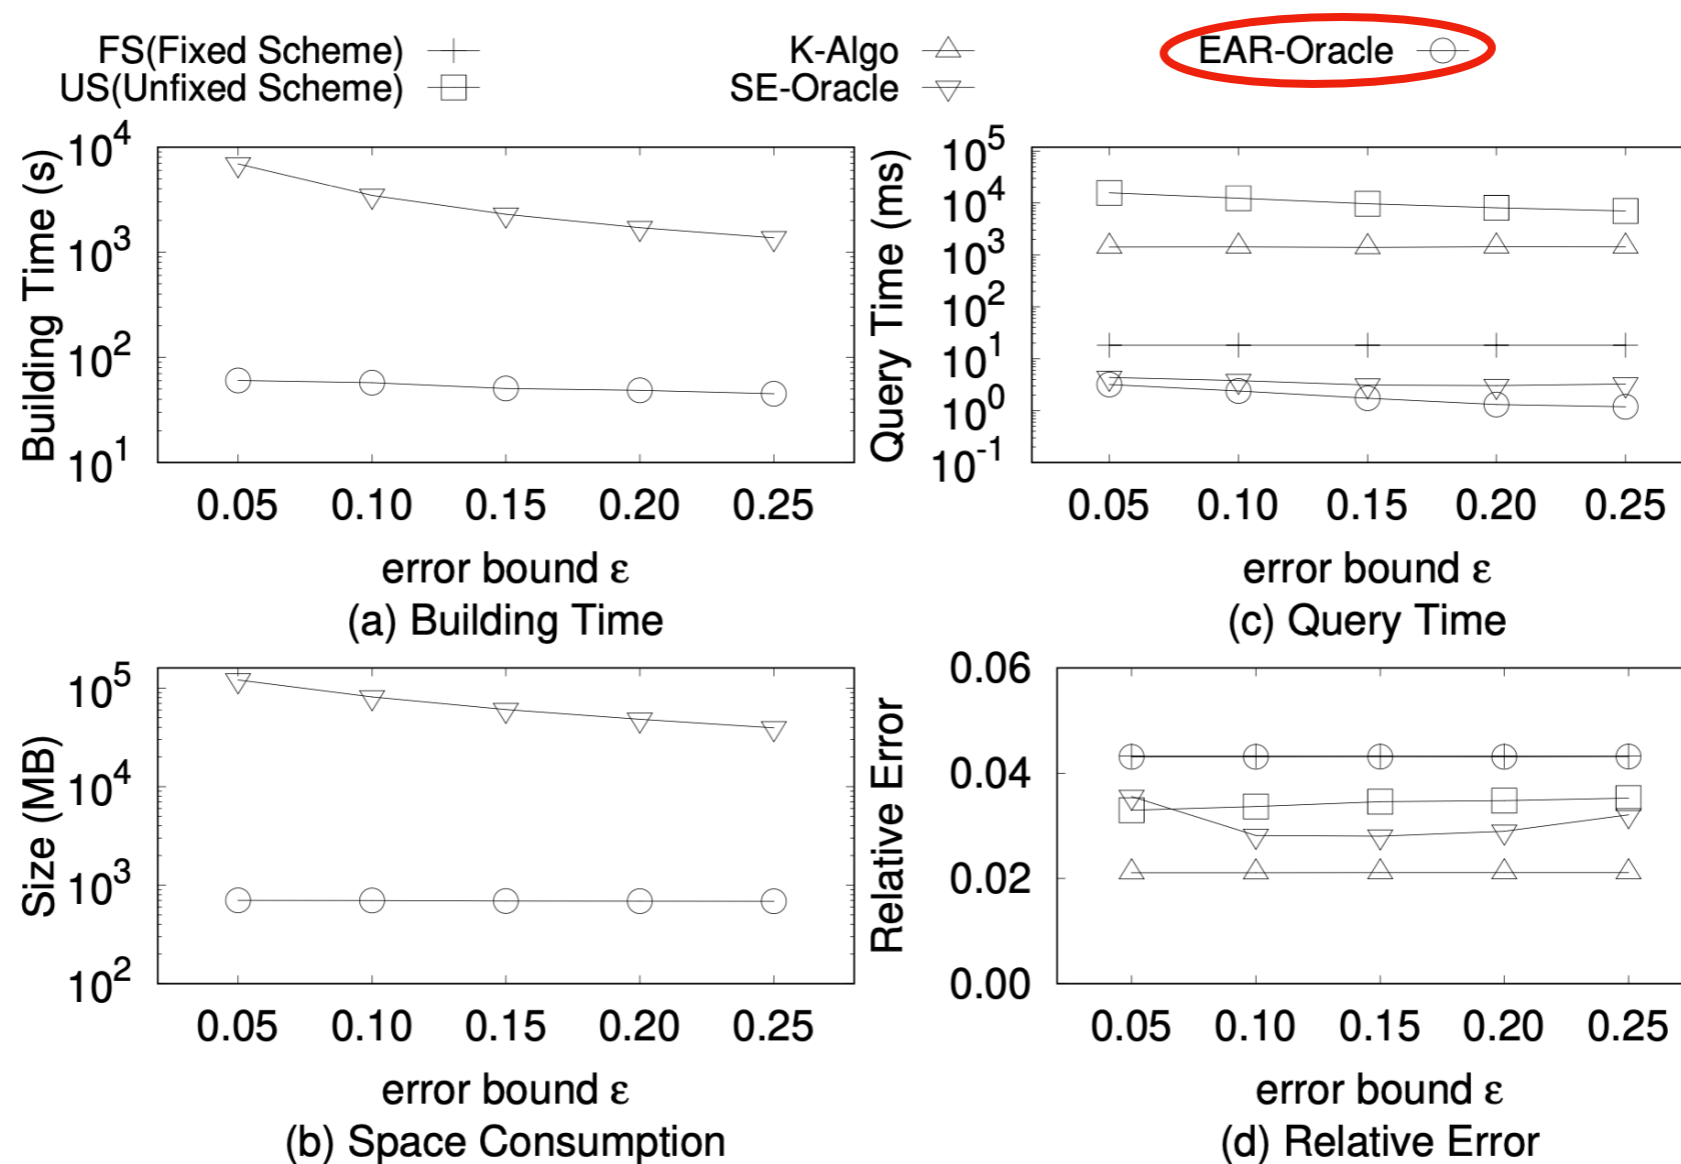 FS(Fixed Scheme)
US(Unfixed Scheme)
K-Algo
SE-Oracle
EAR-Oracle
Building Time (s)
10^4
10^3
10^2
10^1
0.05 0.10 0.15 0.20 0.25
error bound ε
(a) Building Time
Query Time (ms)
10^5
10^4
10^3
10^2
10^1
10^0
10^-1
0.05 0.10 0.15 0.20 0.25
error bound ε
(c) Query Time
Size (MB)
10^5
10^4
10^3
10^2
0.05 0.10 0.15 0.20 0.25
error bound ε
(b) Space Consumption
Relative Error
0.06
0.04
0.02
0.00
0.05 0.10 0.15 0.20 0.25
error bound ε
(d) Relative Error